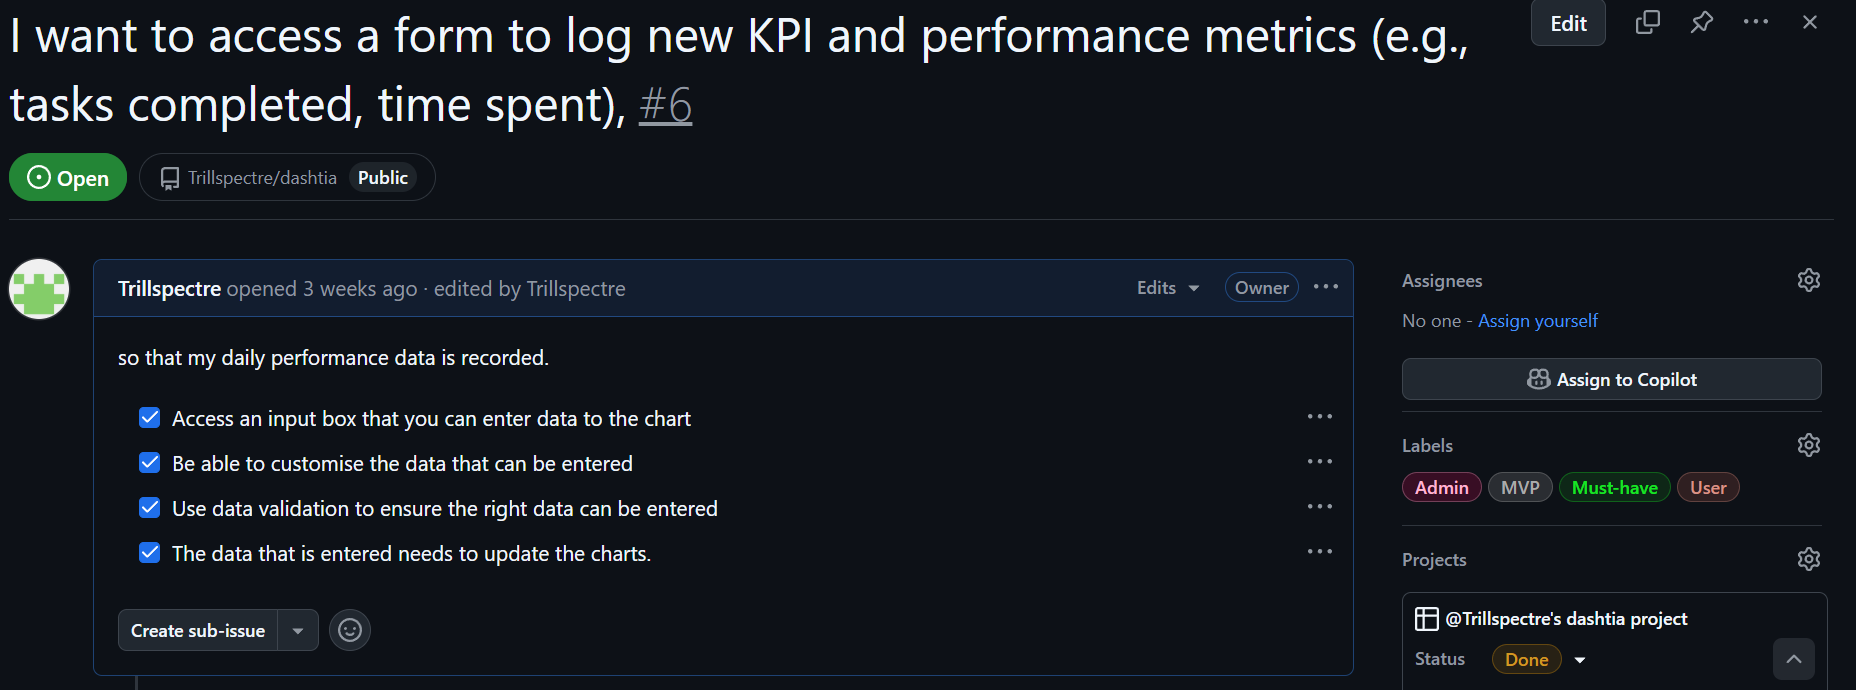 I want to access a form to log new KPI and performance metrics (e.g.,
tasks completed, time spent), #6
Edit
Open
Trillspectre/dashtia Public
Trillspectre opened 3 weeks ago · edited by Trillspectre
Edits
Owner
so that my daily performance data is recorded.
Access an input box that you can enter data to the chart
Be able to customise the data that can be entered
Use data validation to ensure the right data can be entered
The data that is entered needs to update the charts.
Create sub-issue
Assignees
No one - Assign yourself
Assign to Copilot
Labels
Admin MVP Must-have User
Projects
@Trillspectre's dashtia project
Status Done